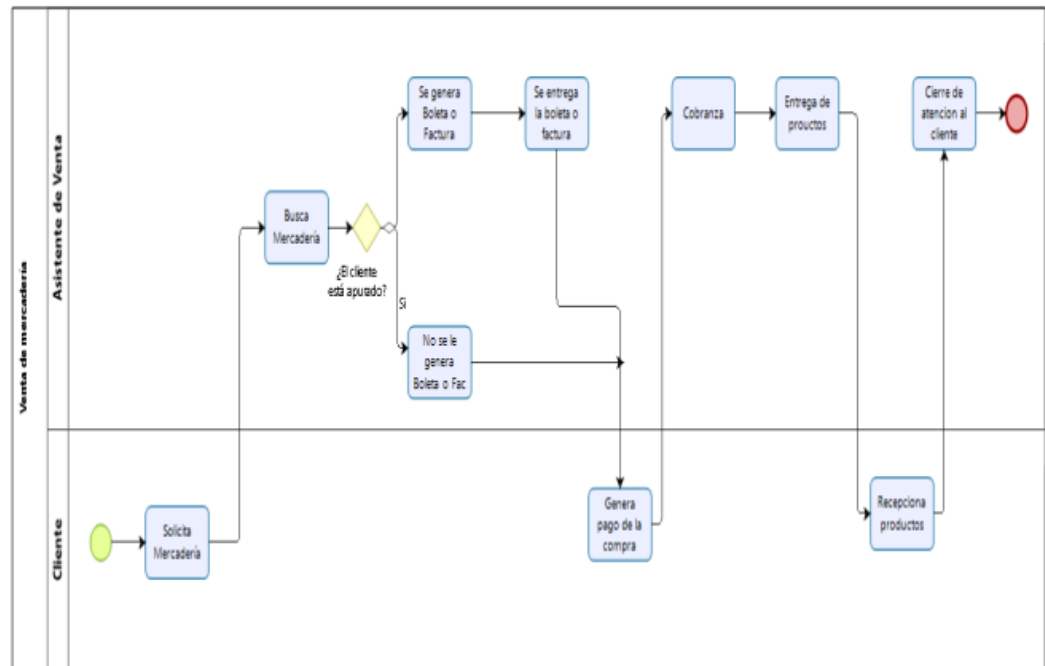 Venta de mercadería
Asistente de Venta
Cliente
Solicita
Mercadería
Busca
Mercadería
¿El cliente
está apurado?
Se genera
Boleta o
Factura
Se entrega
la boleta o
factura
Si
No se le
genera
Boleta o Fac
Genera
pago de la
compra
Cobranza
Entrega de
prouctos
Recepciona
productos
Cierre de
atencion al
cliente